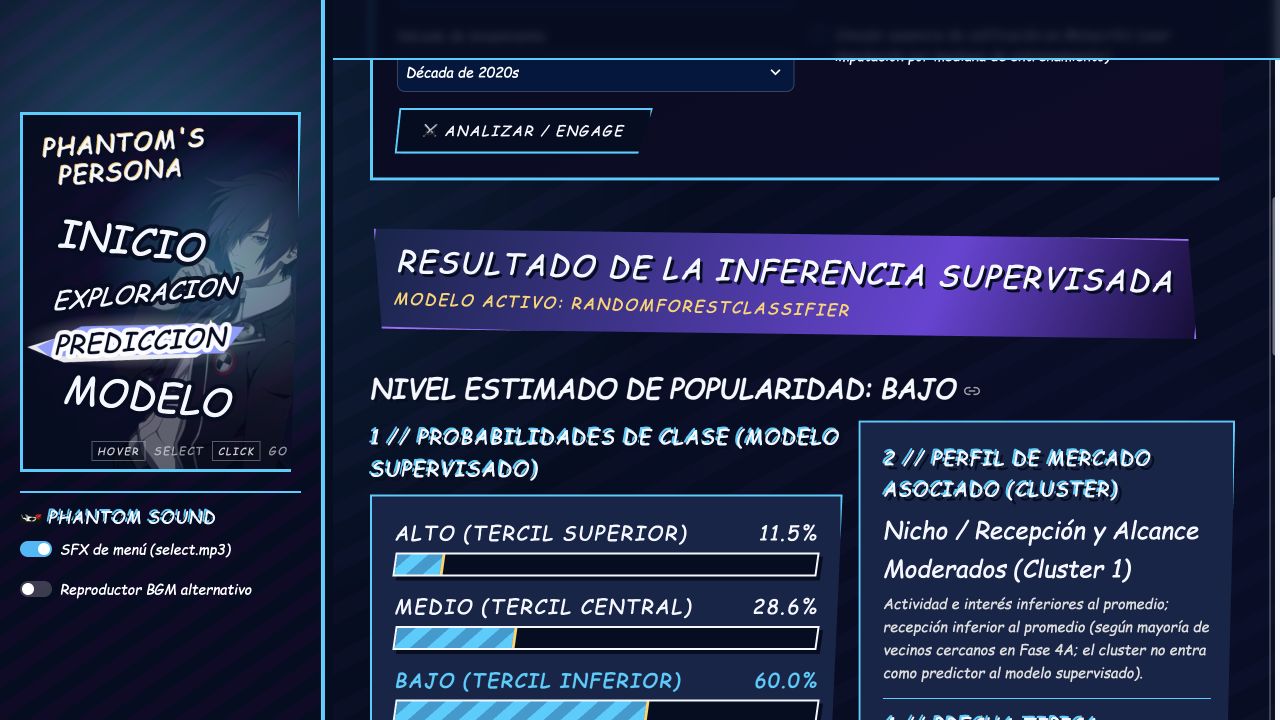 PHANTOM'S
PERSONA
INICIO
EXPLORACION
PREDICCION
MODELO
HOVER SELECT CLICK GO
PHANTOM SOUND
SFX de menú (select.mp3)
Reproductor BGM alternativo
Década de 2020s
ANALIZAR / ENGAGE
RESULTADO DE LA INFERENCIA SUPERVISADA
MODELO ACTIVO: RANDOMFORESTCLASSIFIER
NIVEL ESTIMADO DE POPULARIDAD: BAJO
1 // PROBABILIDADES DE CLASE (MODELO
SUPERVISADO)
ALTO (TERCIL SUPERIOR) 11.5%
MEDIO (TERCIL CENTRAL) 28.6%
BAJO (TERCIL INFERIOR) 60.0%
2 // PERFIL DE MERCADO
ASOCIADO (CLUSTER)
Nicho / Recepción y Alcance
Moderados (Cluster 1)
Actividad e interés inferiores al promedio;
recepción inferior al promedio (según mayoría de
vecinos cercanos en Fase 4A; el cluster no entra
como predictor al modelo supervisado).